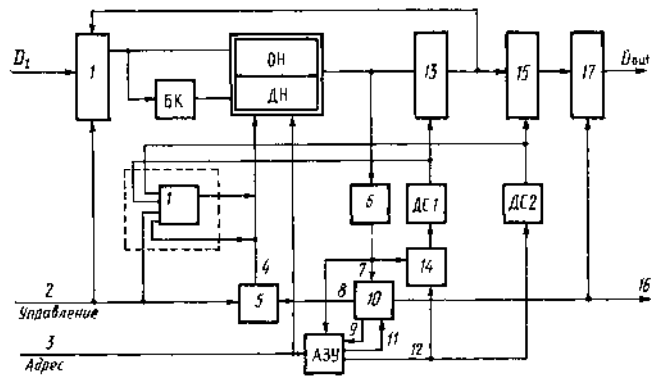 D₁ 1 БК ОН ДН 13 15 17 Dout
1 6 ДС1 ДС2
4 7 14
2 Управление 5 8 10 16
9 11
3 Адрес АЗУ 12